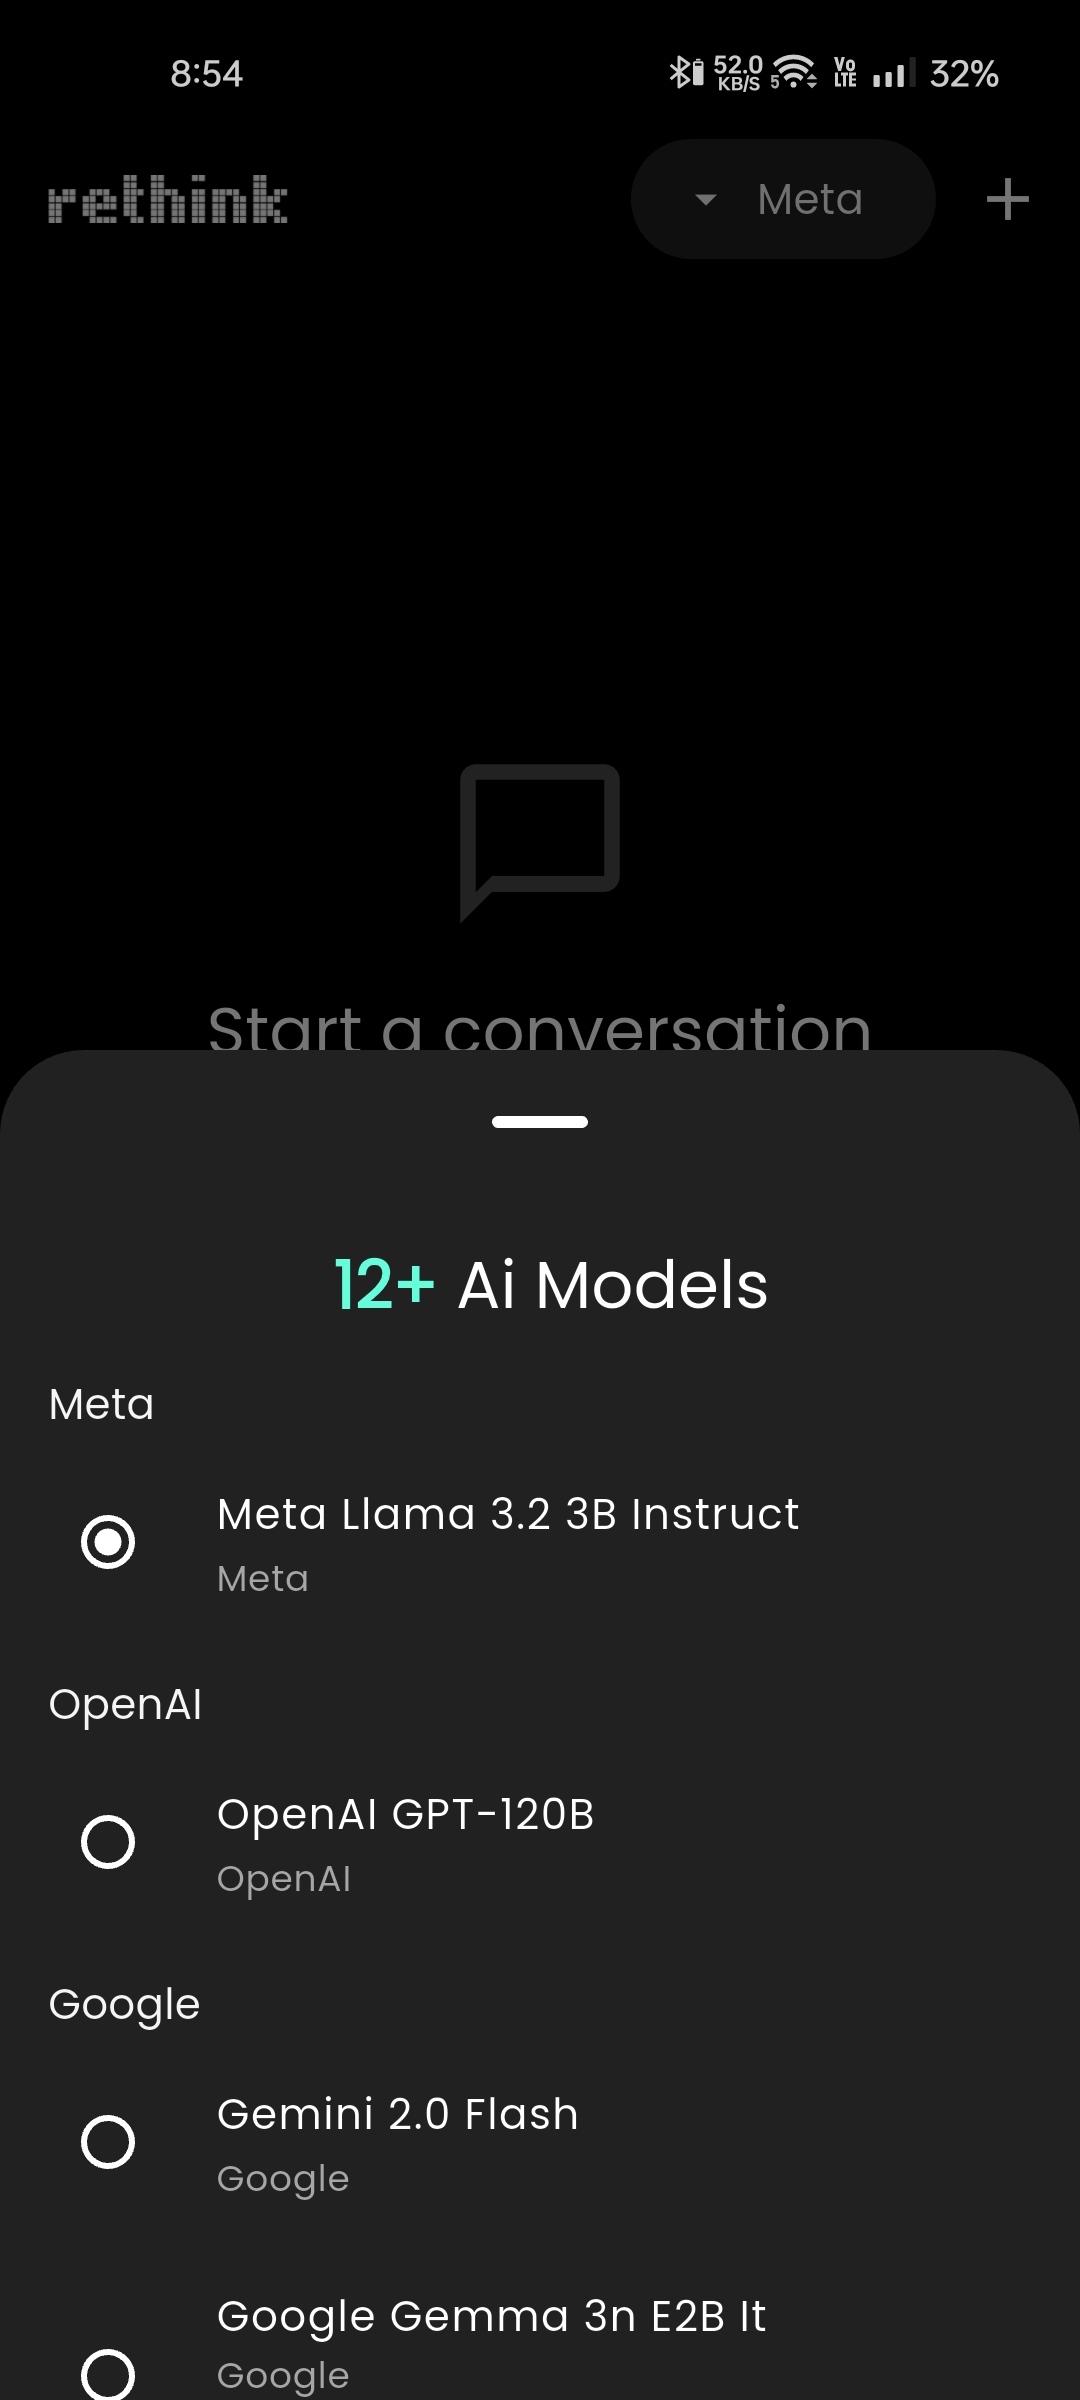 8:54
52.0
KB/S
5
Vo
LTE
32%
rethink
Meta
Start a conversation
12+ Ai Models
Meta
Meta Llama 3.2 3B Instruct
Meta
OpenAI
OpenAI GPT-120B
OpenAI
Google
Gemini 2.0 Flash
Google
Google Gemma 3n E2B It
Google